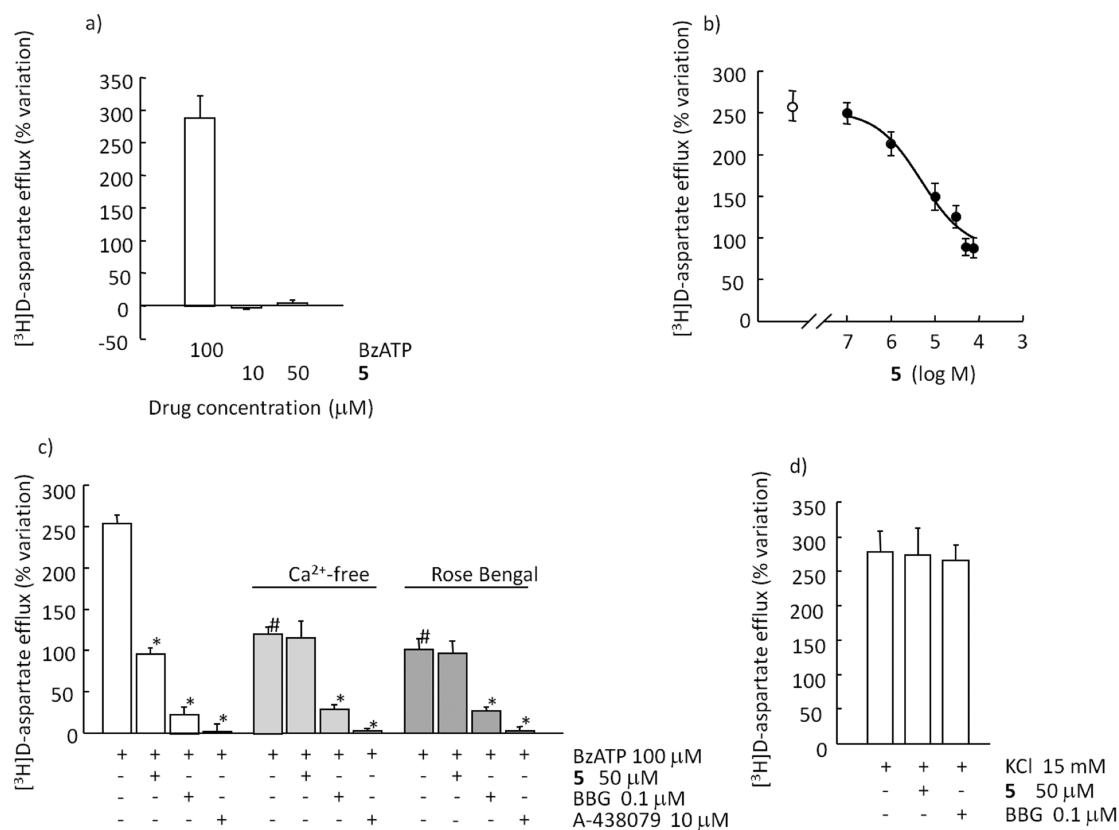 a)
[³H]D-aspartate efflux (% variation)
350
300
250
200
150
100
50
0
-50
100 BzATP
10 50 5
Drug concentration (μM)
b)
[³H]D-aspartate efflux (% variation)
300
250
200
150
100
50
0
7 6 5 4 3
5 (log M)
c)
[³H]D-aspartate efflux (% variation)
300
250
200
150
100
50
0
Ca²⁺-free Rose Bengal
* * * # * * # * *
+ + + + + + + + + + + + BzATP 100 μM
- + - - - + - - - + - - 5 50 μM
- - + - - - + - - - + - BBG 0.1 μM
- - - + - - - + - - - + A-438079 10 μM
d)
[³H]D-aspartate efflux (% variation)
350
300
250
200
150
100
50
0
+ + + KCl 15 mM
- + - 5 50 μM
- - + BBG 0.1 μM